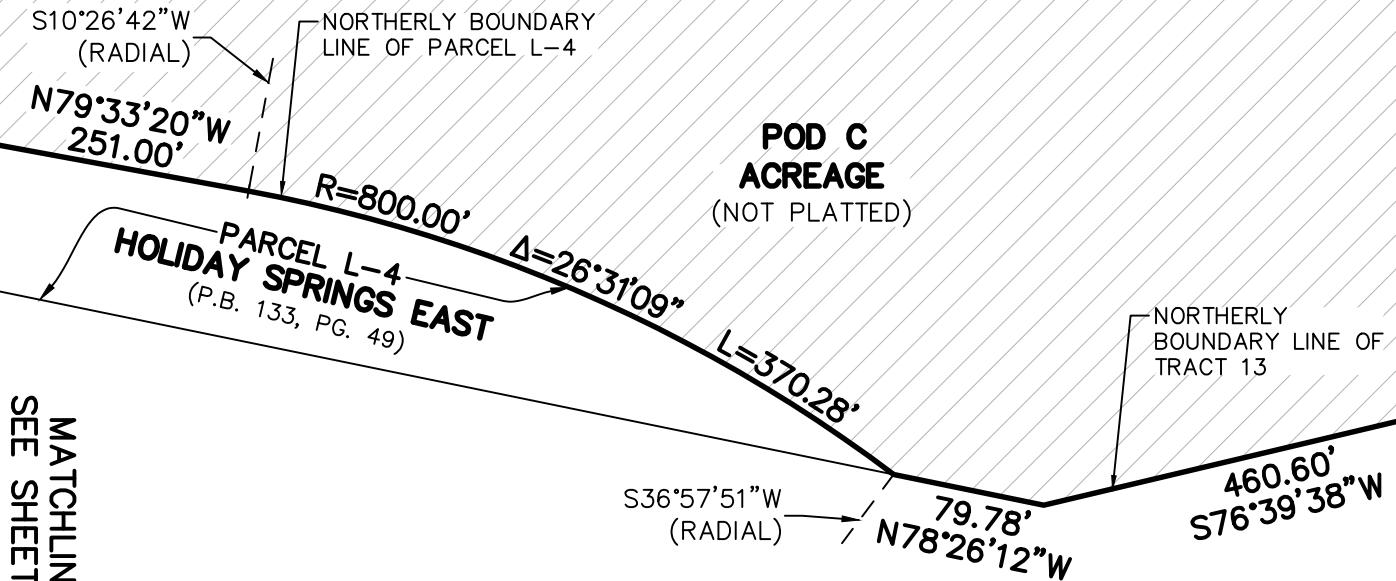 S10°26'42"W
(RADIAL)
NORTHERLY BOUNDARY
LINE OF PARCEL L-4
N79°33'20"W
251.00'
R=800.00'
Δ=26°31'09"
L=370.28'
POD C
ACREAGE
(NOT PLATTED)
PARCEL L-4
HOLIDAY SPRINGS EAST
(P.B. 133, PG. 49)
NORTHERLY
BOUNDARY LINE OF
TRACT 13
S36°57'51"W
(RADIAL)
79.78'
N78°26'12"W
460.60'
S76°39'38"W
MATCHLIN
SEE SHEET